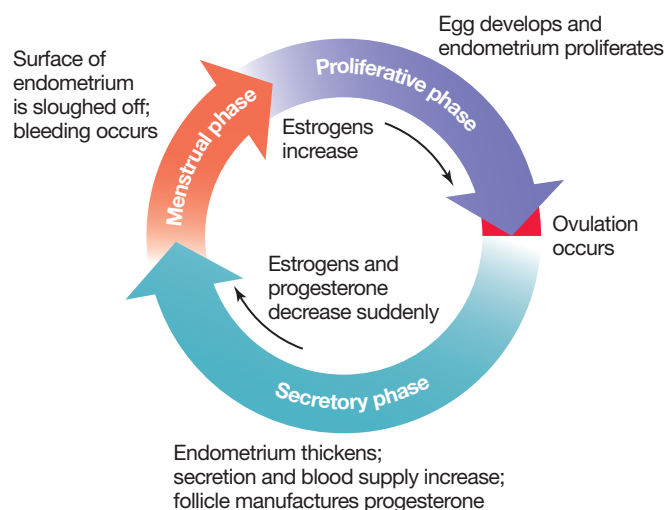 Egg develops and
endometrium proliferates
Surface of
endometrium
is sloughed off;
bleeding occurs
Proliferative phase
Menstrual phase
Estrogens
increase
Ovulation
occurs
Estrogens and
progesterone
decrease suddenly
Secretory phase
Endometrium thickens;
secretion and blood supply increase;
follicle manufactures progesterone